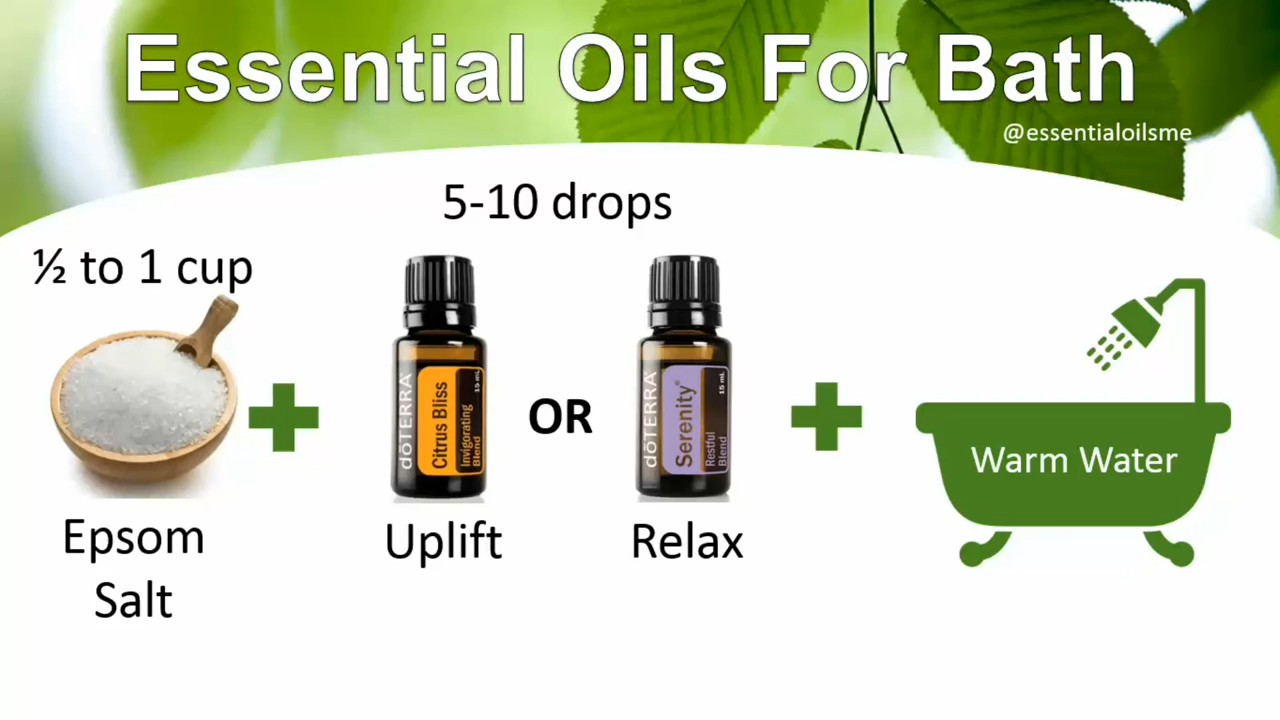 Essential Oils For Bath
@essentialoilsme
5-10 drops
½ to 1 cup
dōTERRA
Citrus Bliss
Invigorating
Blend
15 mL
OR
dōTERRA
Serenity®
Restful
Blend
15 mL
Warm Water
Epsom
Salt
Uplift
Relax